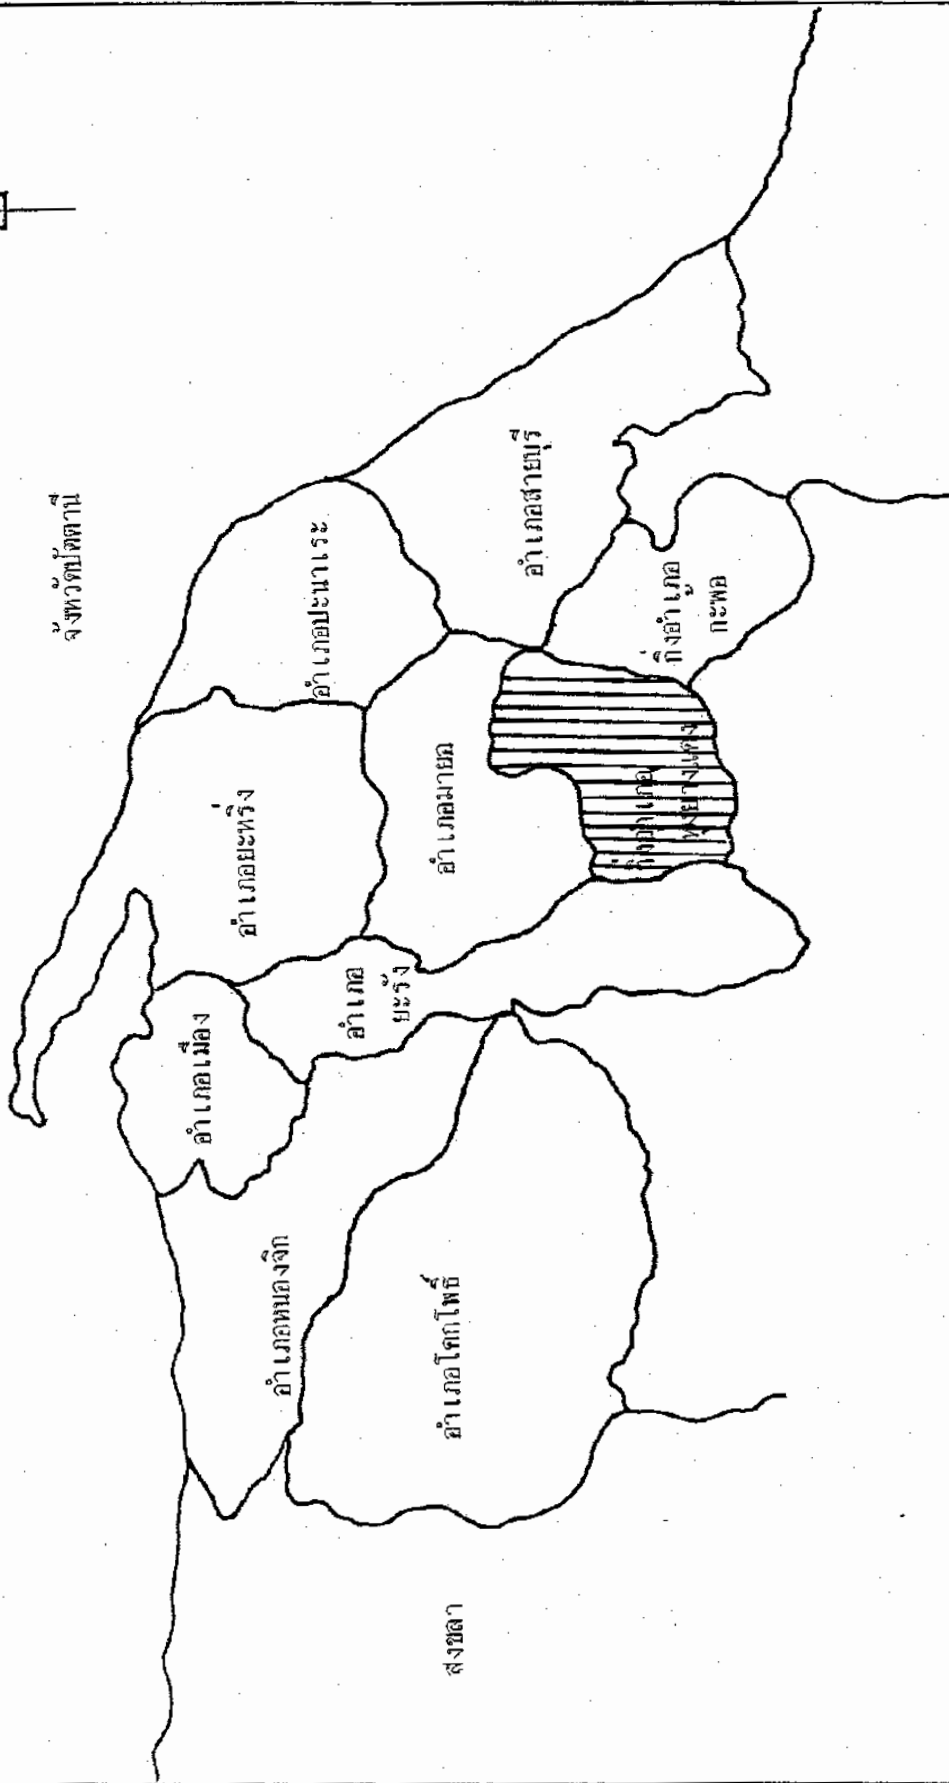 จังหวัดปัตตานี
อำเภอเมือง
อำเภอยะหริ่ง
อำเภอปะนาเระ
อำเภอหนองจิก
อำเภอ
ยะรัง
อำเภอมายอ
อำเภอสายบุรี
สงขลา
อำเภอโคกโพธิ์
กิ่งอำเภอ
ทุ่งยางแดง
กิ่งอำเภอ
กะพ้อ